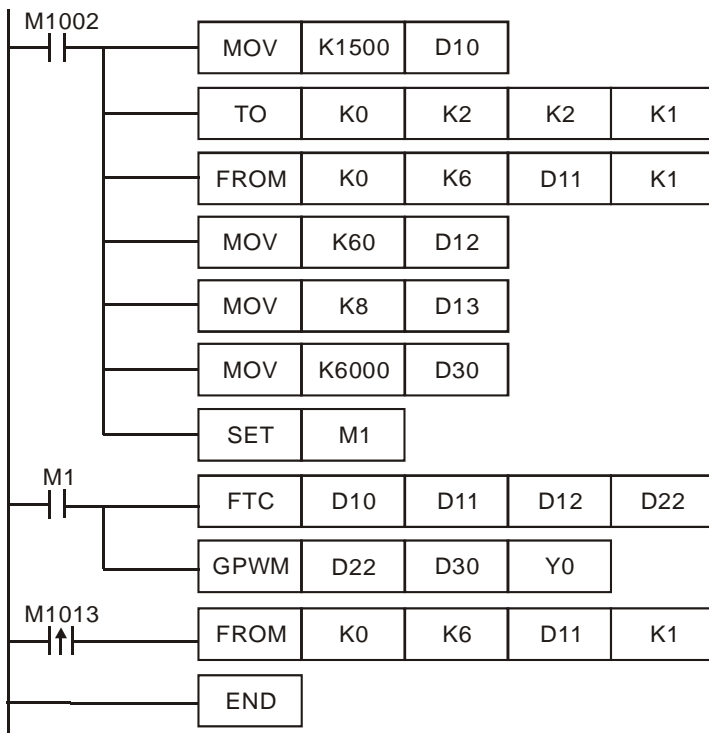 M1002
MOV K1500 D10
TO K0 K2 K2 K1
FROM K0 K6 D11 K1
MOV K60 D12
MOV K8 D13
MOV K6000 D30
SET M1
M1
FTC D10 D11 D12 D22
GPWM D22 D30 Y0
M1013
FROM K0 K6 D11 K1
END